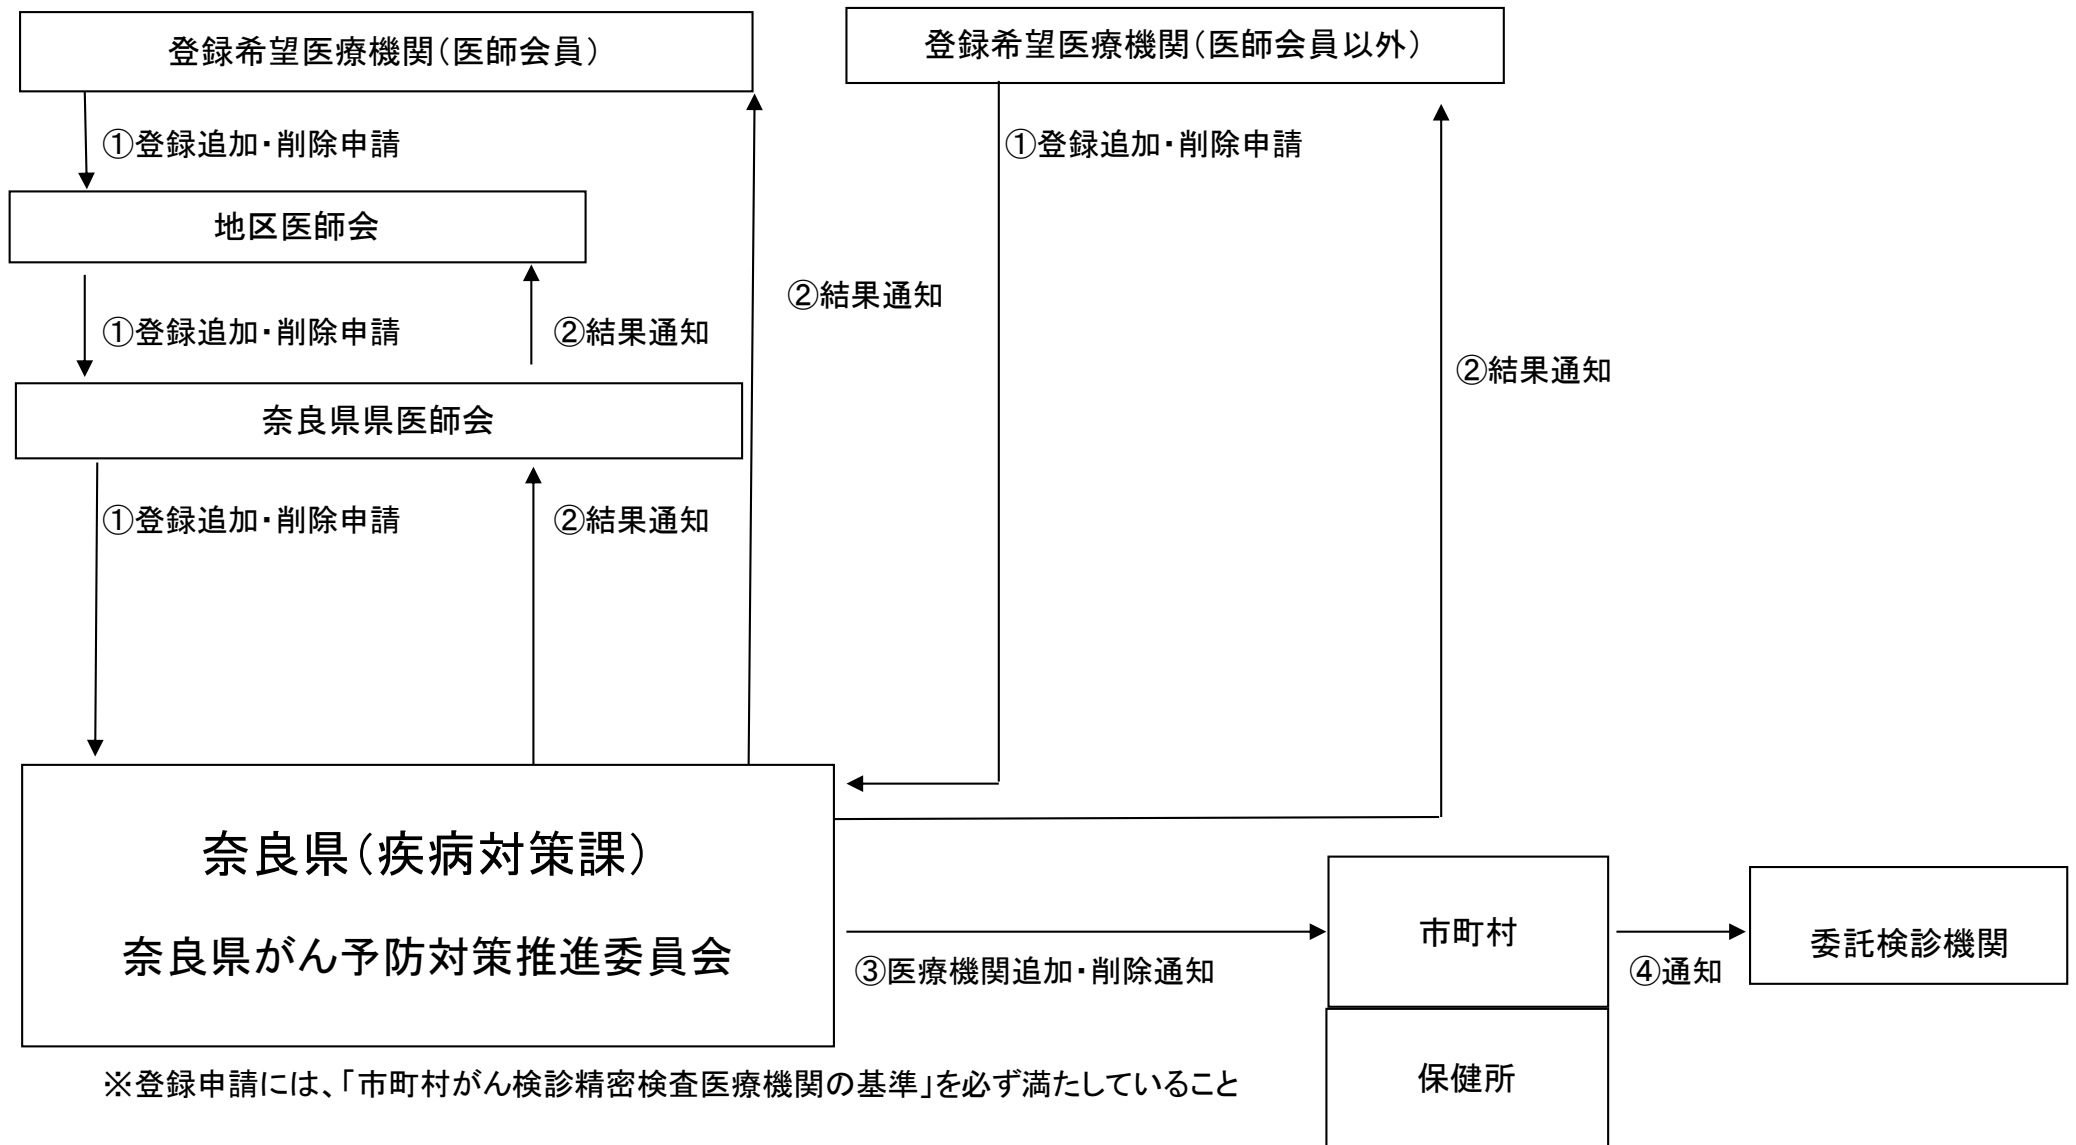 登録希望医療機関（医師会員）
登録希望医療機関（医師会員以外）
①登録追加・削除申請
①登録追加・削除申請
地区医師会
②結果通知
①登録追加・削除申請
②結果通知
②結果通知
奈良県県医師会
①登録追加・削除申請
②結果通知
奈良県（疾病対策課）
奈良県がん予防対策推進委員会
市町村
委託検診機関
③医療機関追加・削除通知
④通知
保健所
※登録申請には、「市町村がん検診精密検査医療機関の基準」を必ず満たしていること